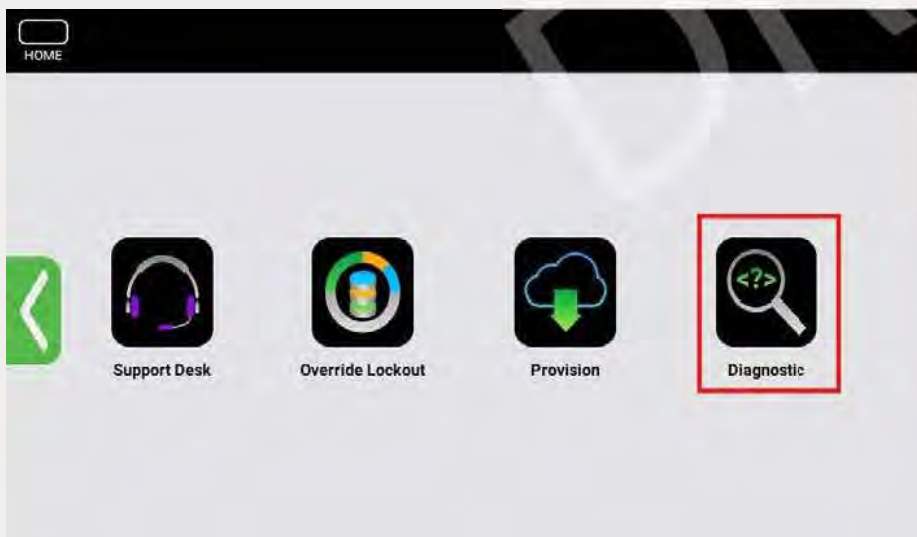 HOME
<?>
Support Desk
Override Lockout
Provision
Diagnostic